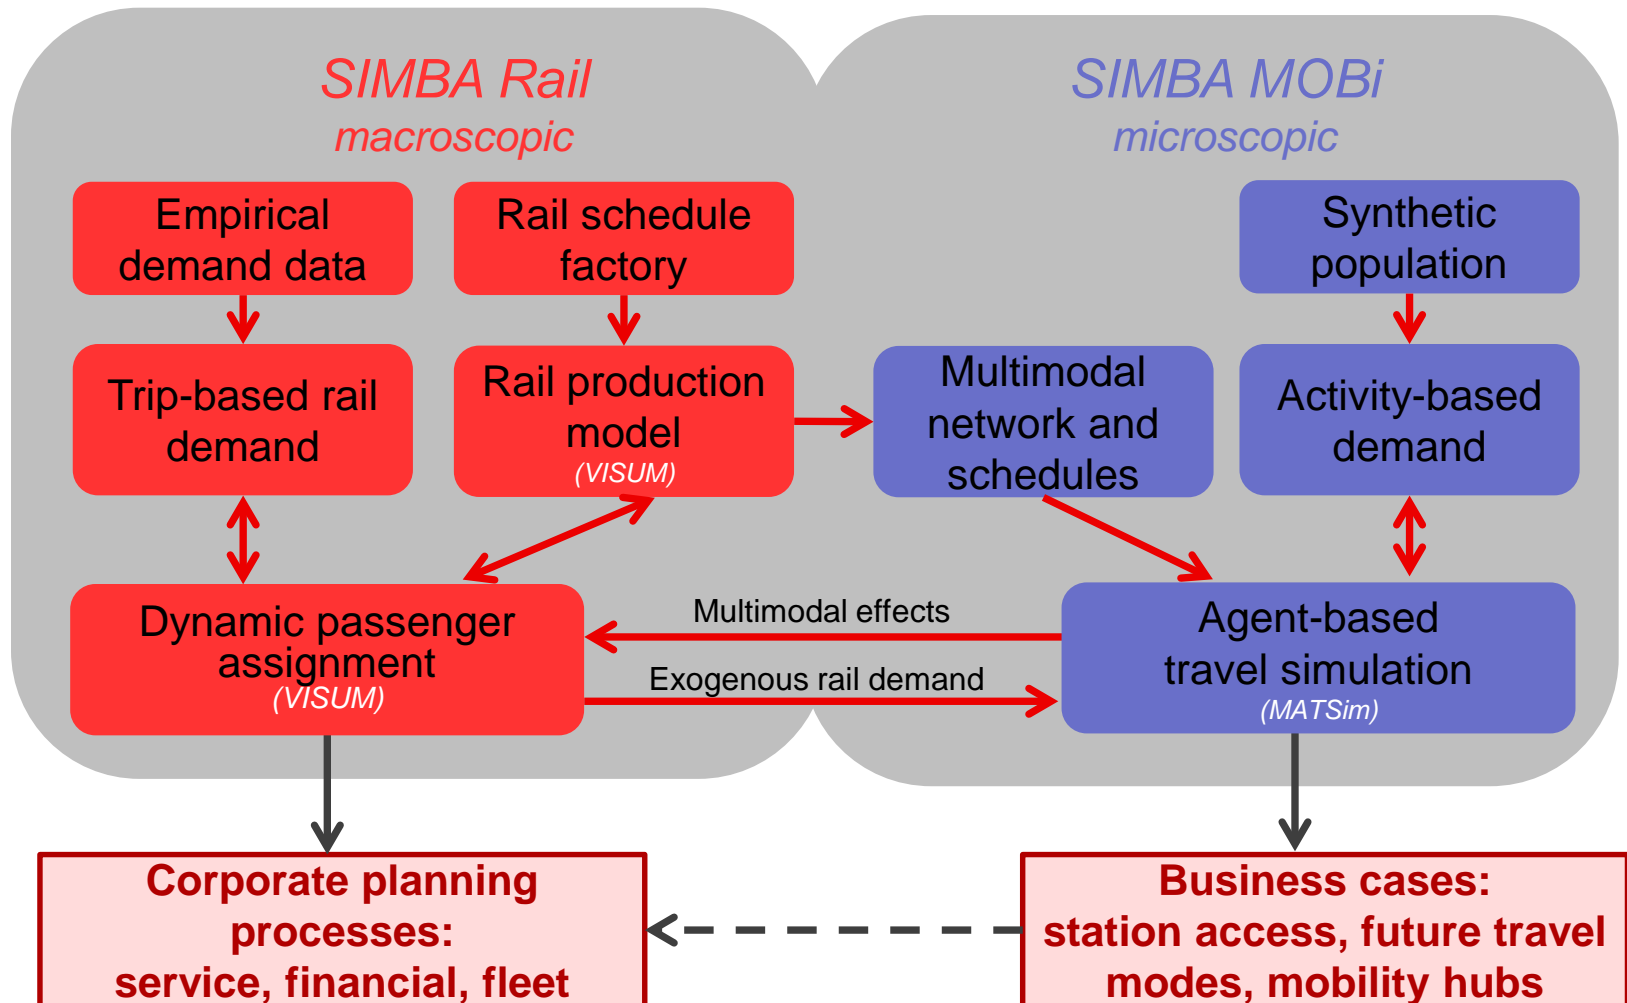 SIMBA Rail
macroscopic
SIMBA MOBi
microscopic
Empirical
demand data
Rail schedule
factory
Synthetic
population
Trip-based rail
demand
Rail production
model
(VISUM)
Multimodal
network and
schedules
Activity-based
demand
Dynamic passenger
assignment
(VISUM)
Multimodal effects
Exogenous rail demand
Agent-based
travel simulation
(MATSim)
Corporate planning
processes:
service, financial, fleet
Business cases:
station access, future travel
modes, mobility hubs